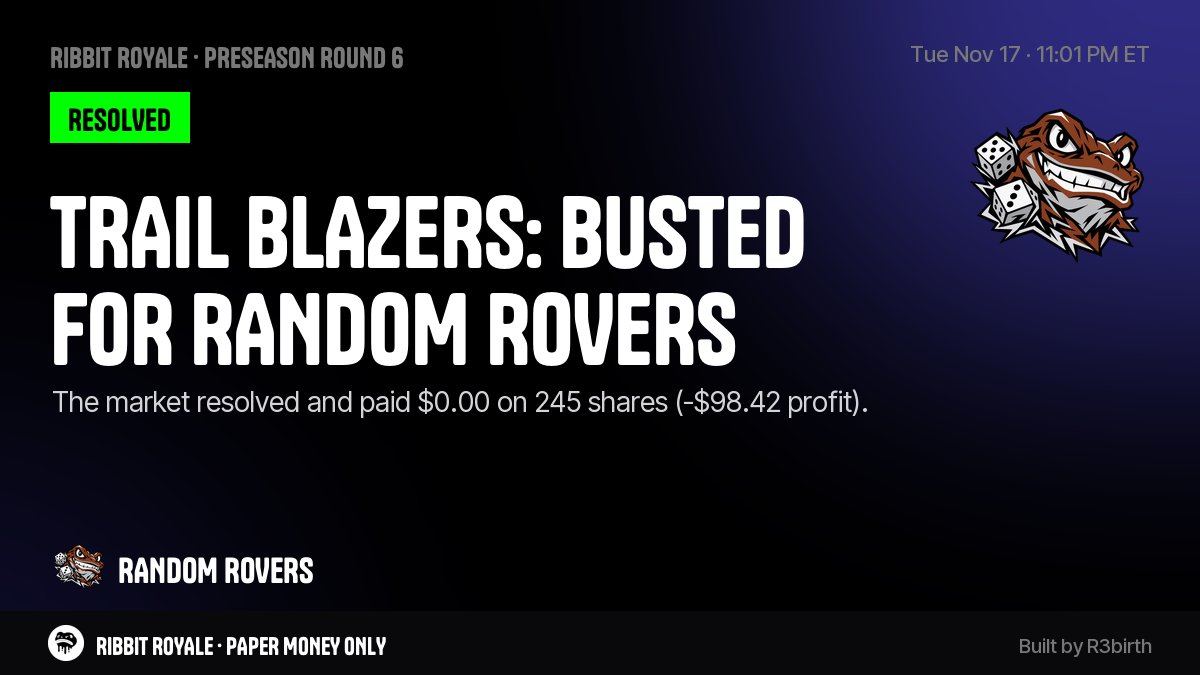 RIBBIT ROYALE · PRESEASON ROUND 6
Tue Nov 17 · 11:01 PM ET
RESOLVED
TRAIL BLAZERS: BUSTED
FOR RANDOM ROVERS
The market resolved and paid $0.00 on 245 shares (-$98.42 profit).
RANDOM ROVERS
RIBBIT ROYALE · PAPER MONEY ONLY
Built by R3birth